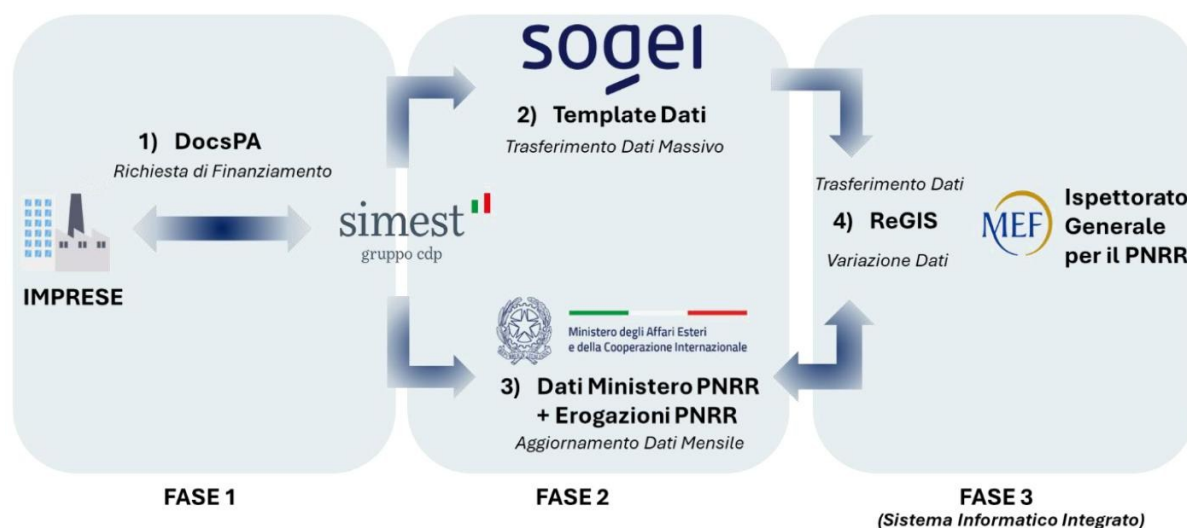 1) DocsPA
Richiesta di Finanziamento
IMPRESE
simest
gruppo cdp
FASE 1
sogei
2) Template Dati
Trasferimento Dati Massivo
Ministero degli Affari Esteri
e della Cooperazione Internazionale
3) Dati Ministero PNRR
+ Erogazioni PNRR
Aggiornamento Dati Mensile
FASE 2
Trasferimento Dati
4) ReGIS
Variazione Dati
MEF
Ispettorato
Generale
per il PNRR
FASE 3
(Sistema Informatico Integrato)